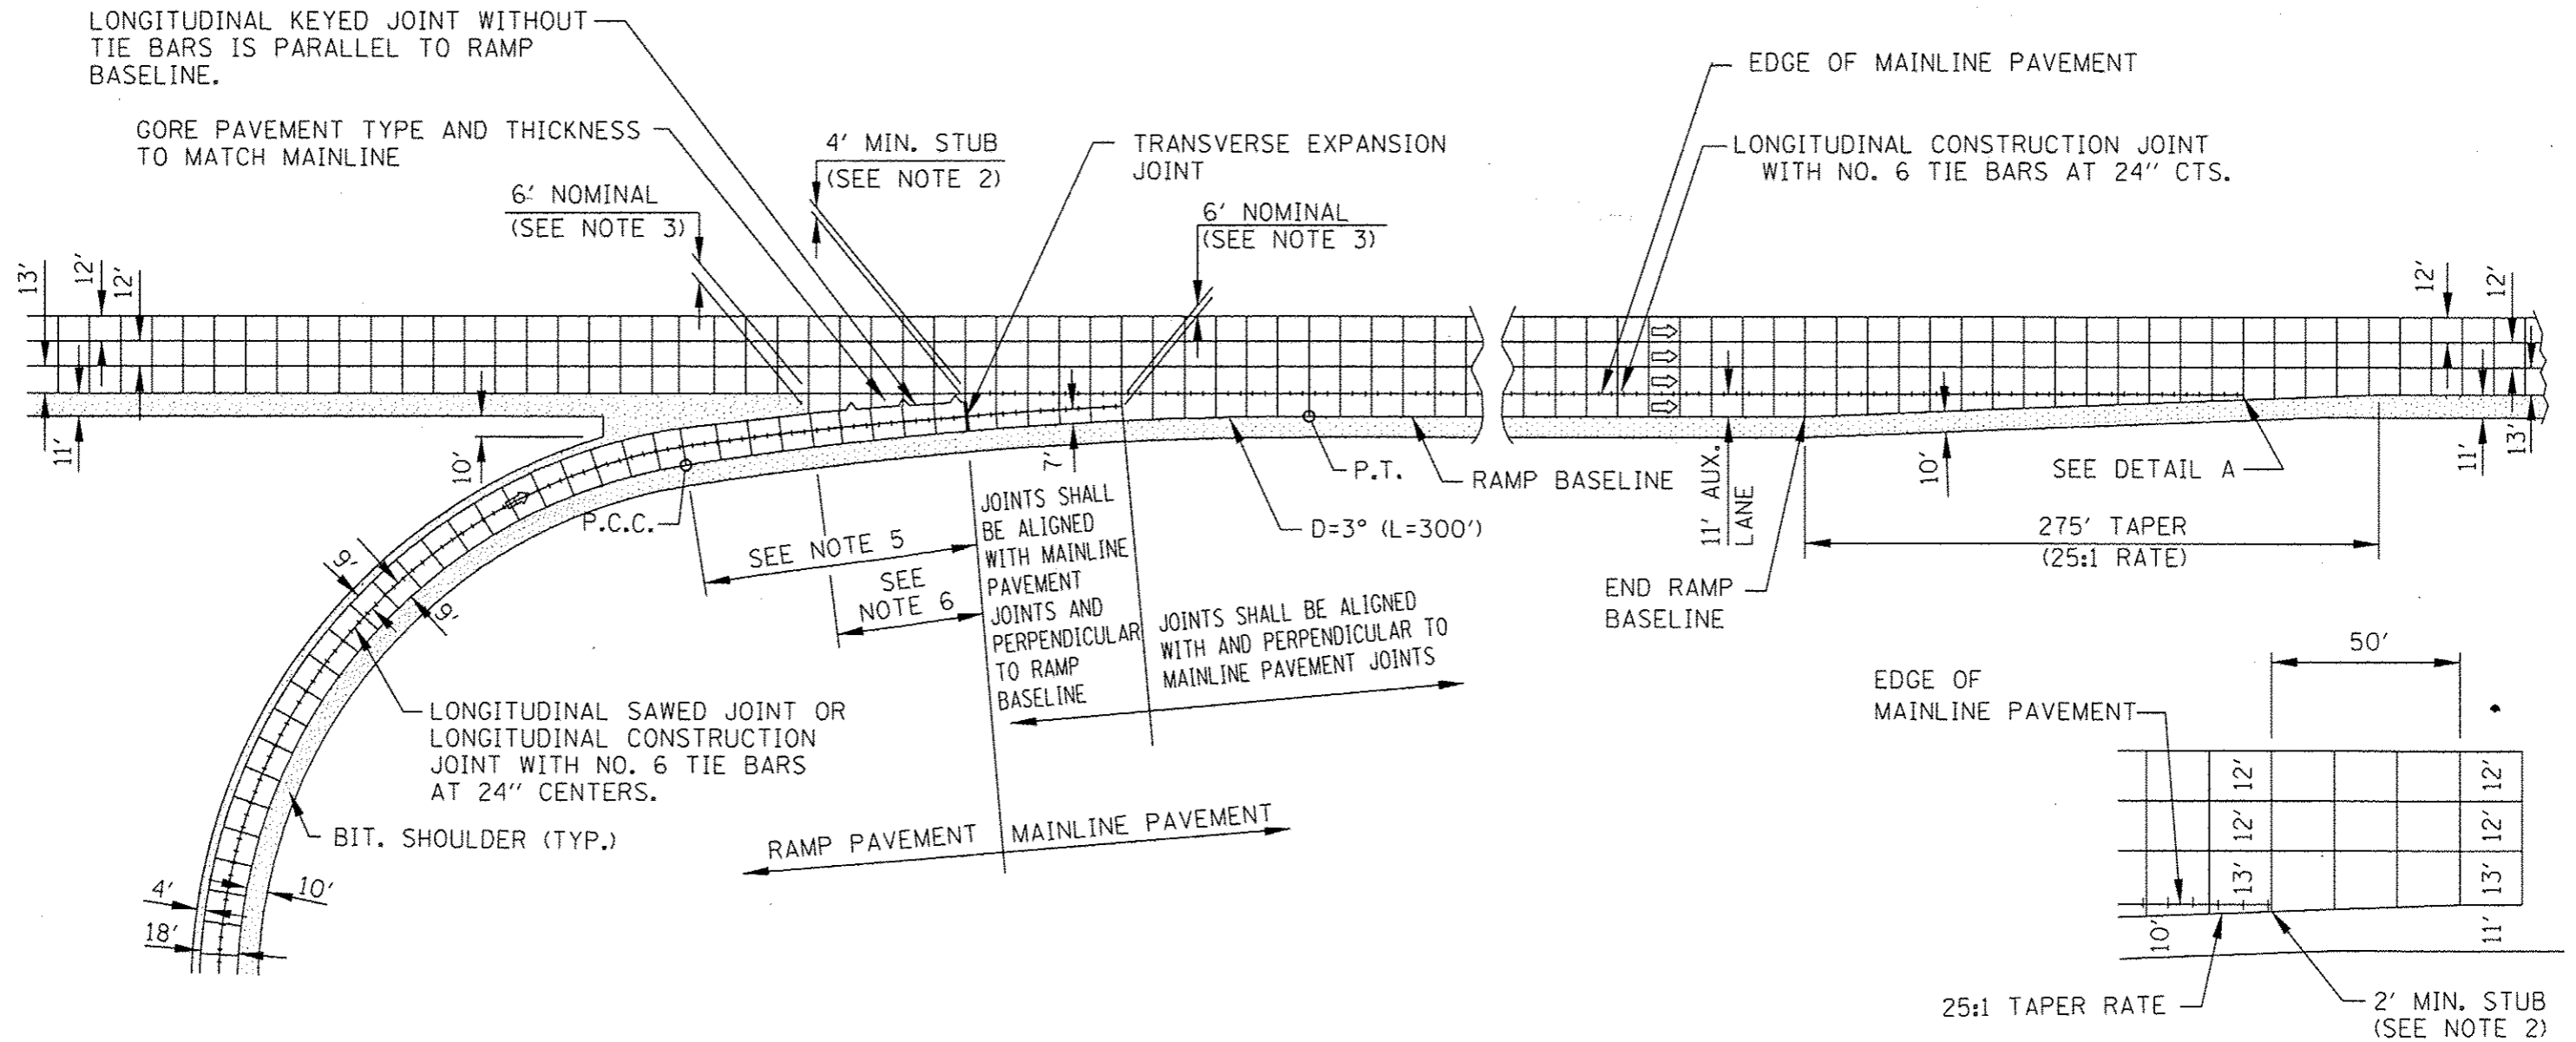 LONGITUDINAL KEYED JOINT WITHOUT
TIE BARS IS PARALLEL TO RAMP
BASELINE.
GORE PAVEMENT TYPE AND THICKNESS
TO MATCH MAINLINE
6' NOMINAL
(SEE NOTE 3)
4' MIN. STUB
(SEE NOTE 2)
TRANSVERSE EXPANSION
JOINT
6' NOMINAL
(SEE NOTE 3)
EDGE OF MAINLINE PAVEMENT
LONGITUDINAL CONSTRUCTION JOINT
WITH NO. 6 TIE BARS AT 24" CTS.
13'
12'
12'
11'
10'
12'
12'
11'
13'
P.C.C.
SEE NOTE 5
SEE
NOTE 6
7'
JOINTS SHALL
BE ALIGNED
WITH MAINLINE
PAVEMENT
JOINTS AND
PERPENDICULAR
TO RAMP
BASELINE
JOINTS SHALL BE ALIGNED
WITH AND PERPENDICULAR TO
MAINLINE PAVEMENT JOINTS
D=3° (L=300')
P.T.
RAMP BASELINE
11' AUX.
LANE
10'
SEE DETAIL A
275' TAPER
(25:1 RATE)
END RAMP
BASELINE
9'
9'
LONGITUDINAL SAWED JOINT OR
LONGITUDINAL CONSTRUCTION
JOINT WITH NO. 6 TIE BARS
AT 24" CENTERS.
BIT. SHOULDER (TYP.)
RAMP PAVEMENT
MAINLINE PAVEMENT
4'
10'
18'
50'
EDGE OF
MAINLINE PAVEMENT
12'
12'
13'
12'
12'
13'
10'
11'
25:1 TAPER RATE
2' MIN. STUB
(SEE NOTE 2)